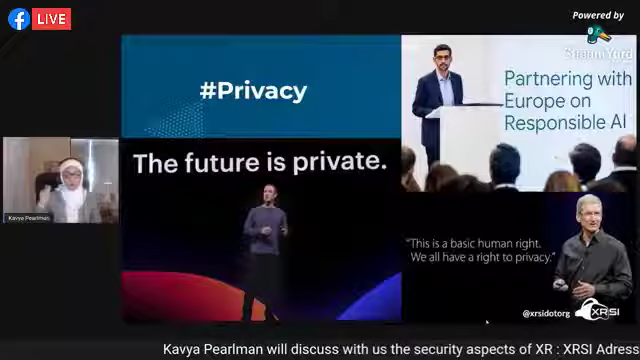 LIVE
Powered by
StreamYard
#Privacy
Partnering with
Europe on
Responsible AI
The future is private.
Kavya Pearlman
"This is a basic human right.
We all have a right to privacy."
@xrsidotorg
XRSI
Kavya Pearlman will discuss with us the security aspects of XR : XRSI Adress